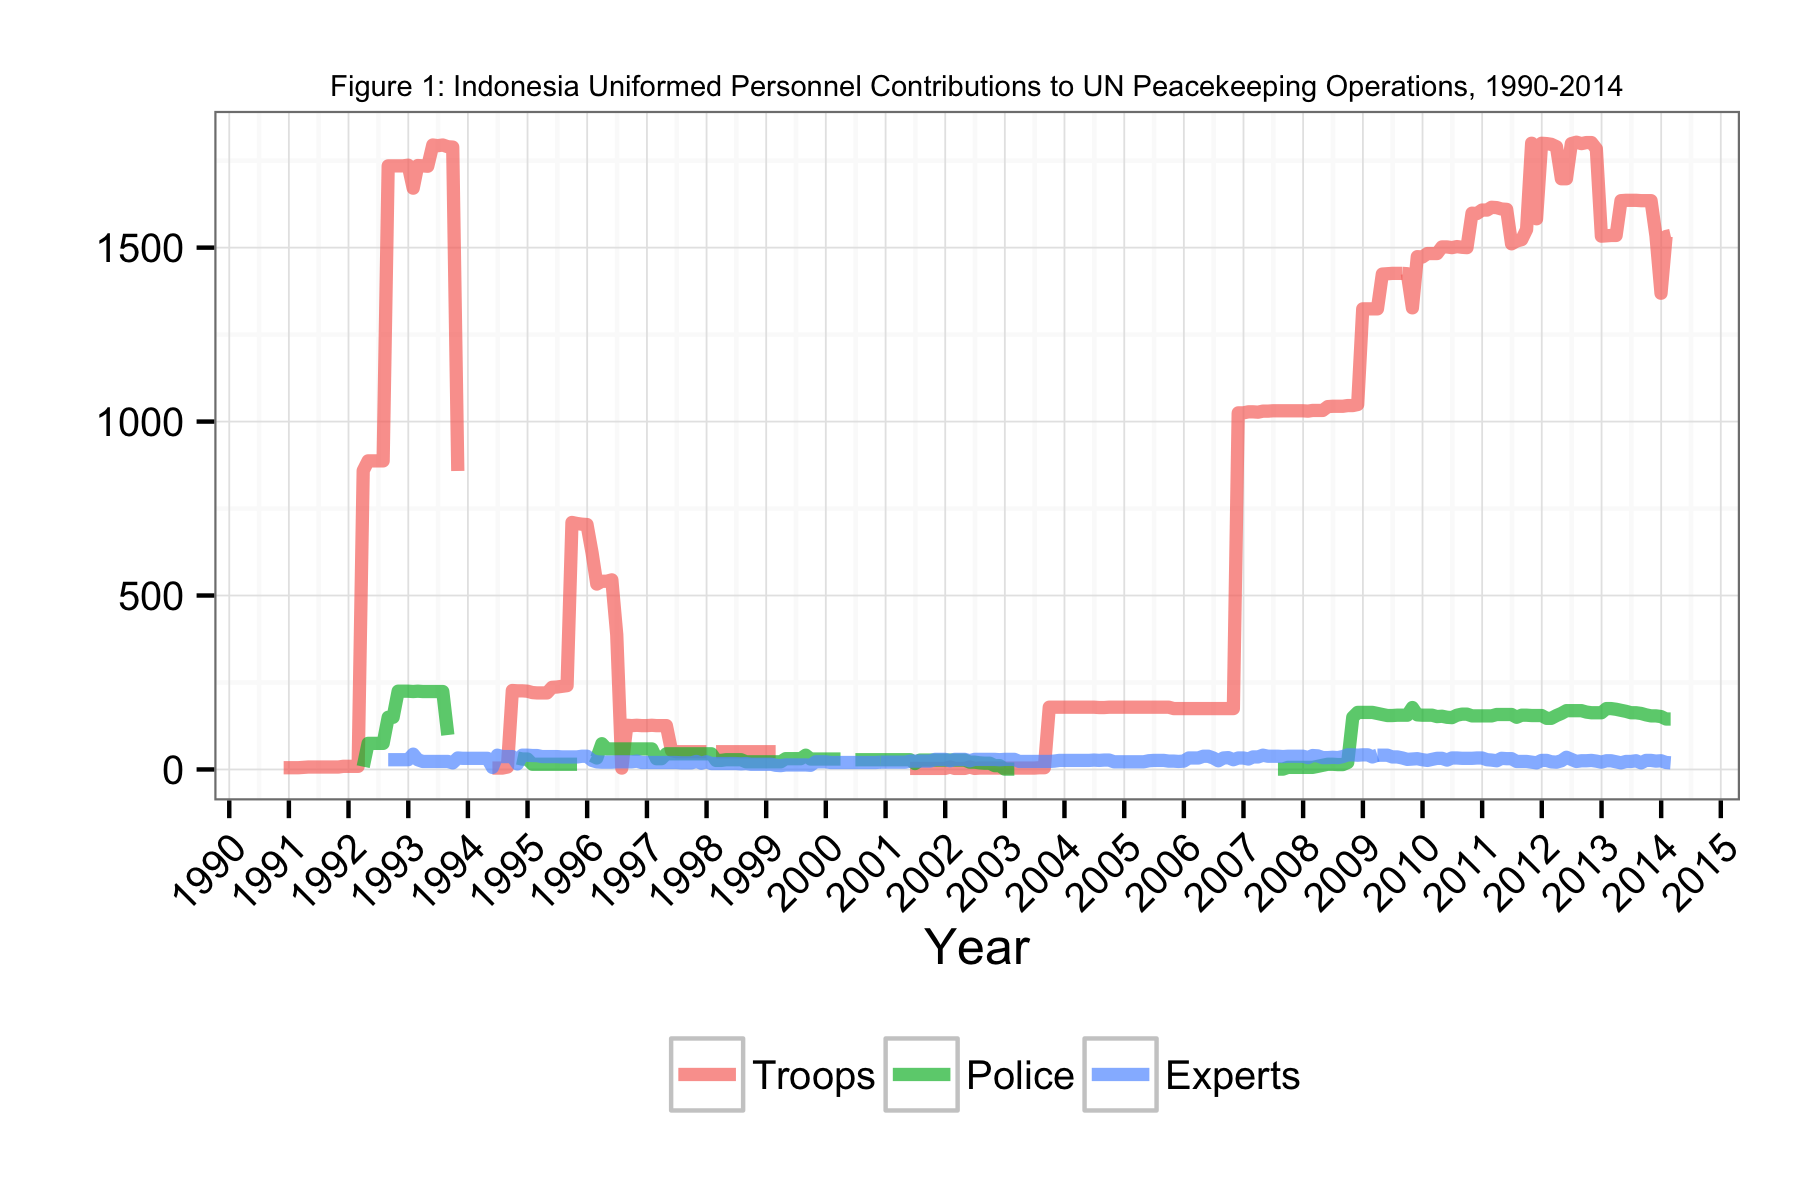 Figure 1: Indonesia Uniformed Personnel Contributions to UN Peacekeeping Operations, 1990-2014
1500
1000
500
0
1990 1991 1992 1993 1994 1995 1996 1997 1998 1999 2000 2001 2002 2003 2004 2005 2006 2007 2008 2009 2010 2011 2012 2013 2014 2015
Year
Troops Police Experts